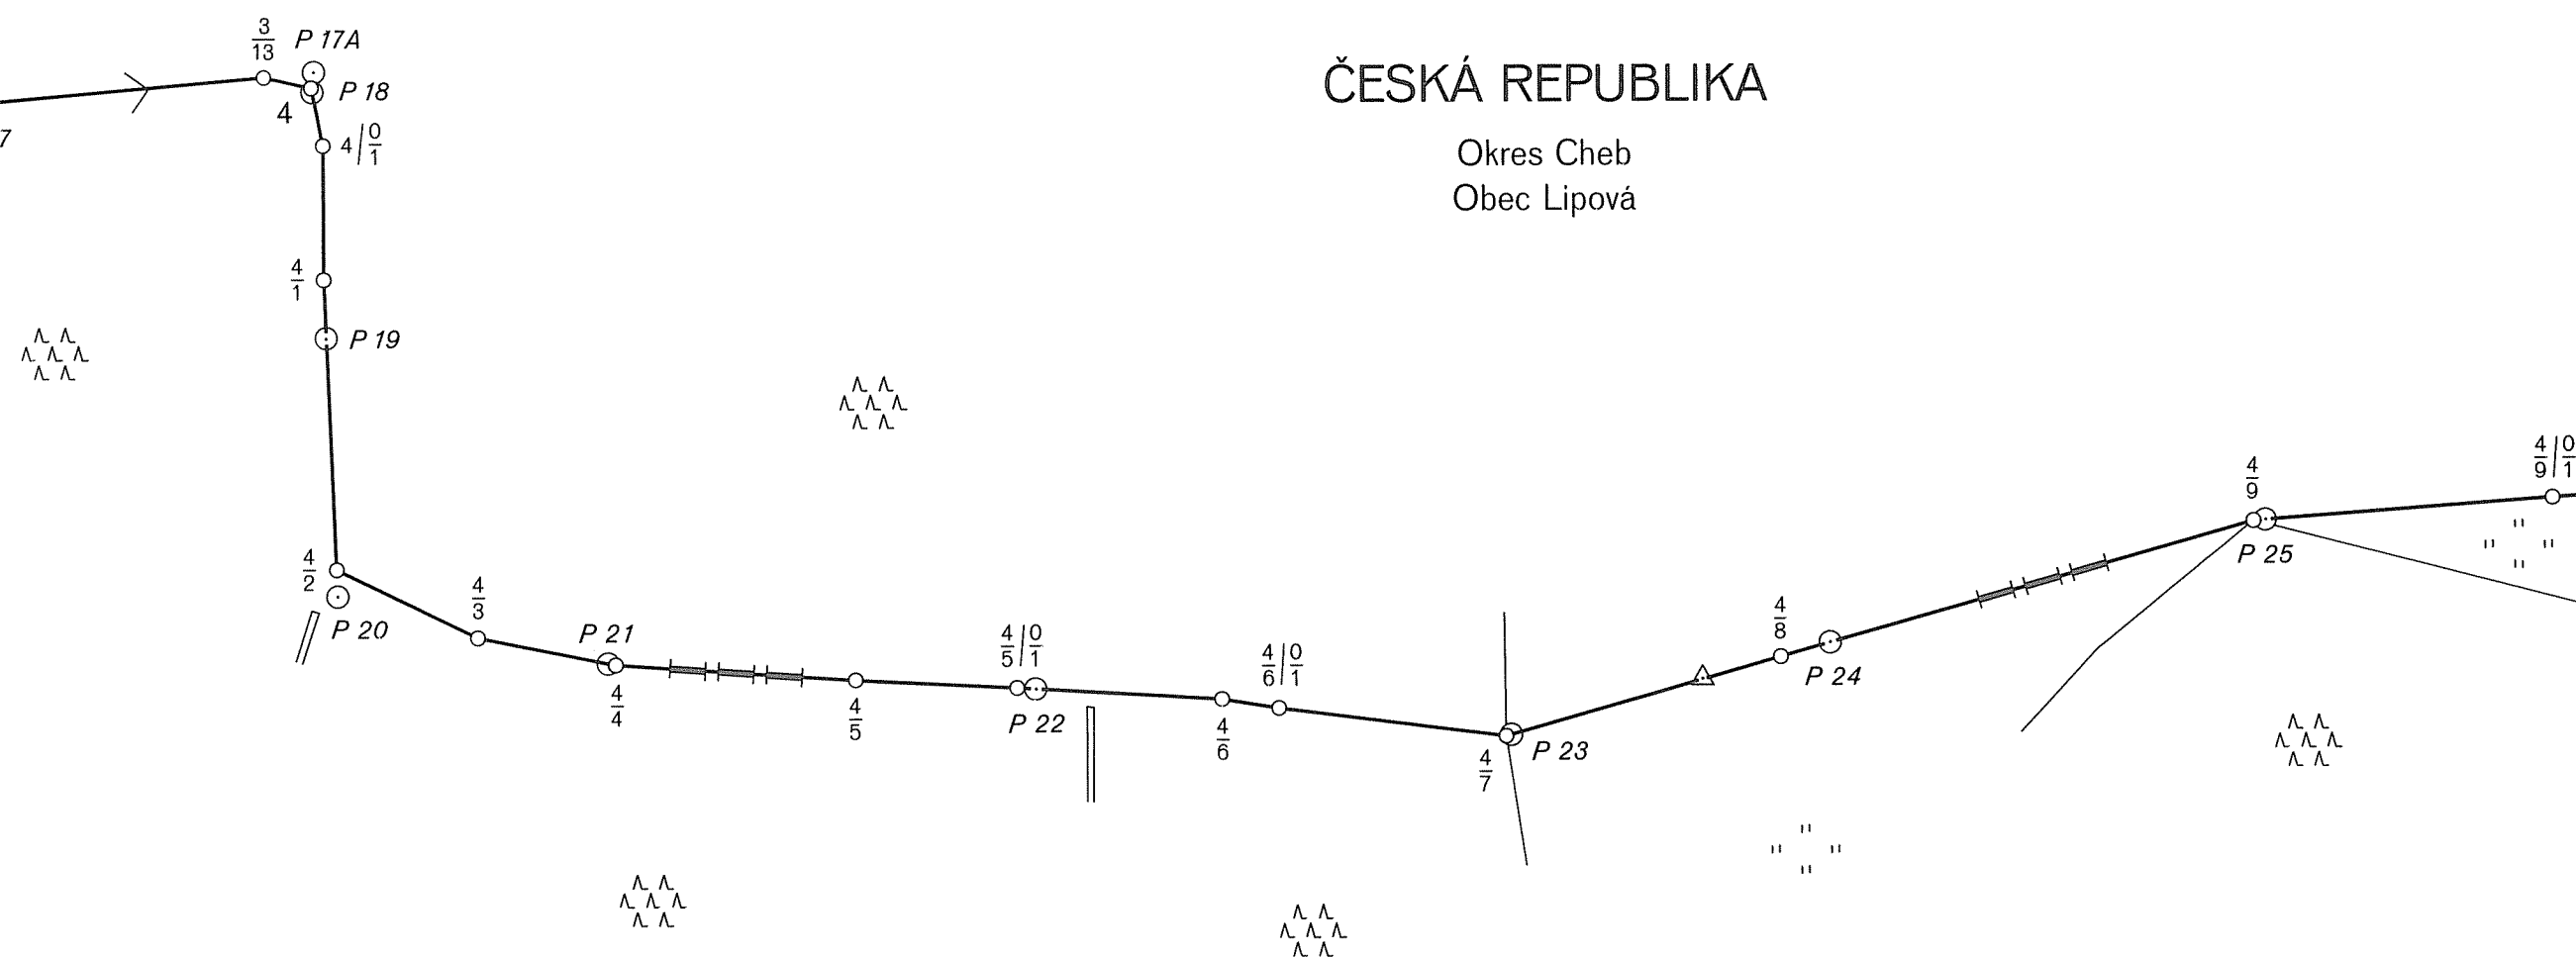 3/13
P 17A
P 18
4
7
4 | 0/1
ČESKÁ REPUBLIKA
Okres Cheb
Obec Lipová
4/1
P 19
4/2
P 20
4/3
P 21
4/4
4/5
4/5 | 0/1
P 22
4/6
4/6 | 0/1
4/7
P 23
4/8
P 24
4/9
P 25
4/9 | 0/1